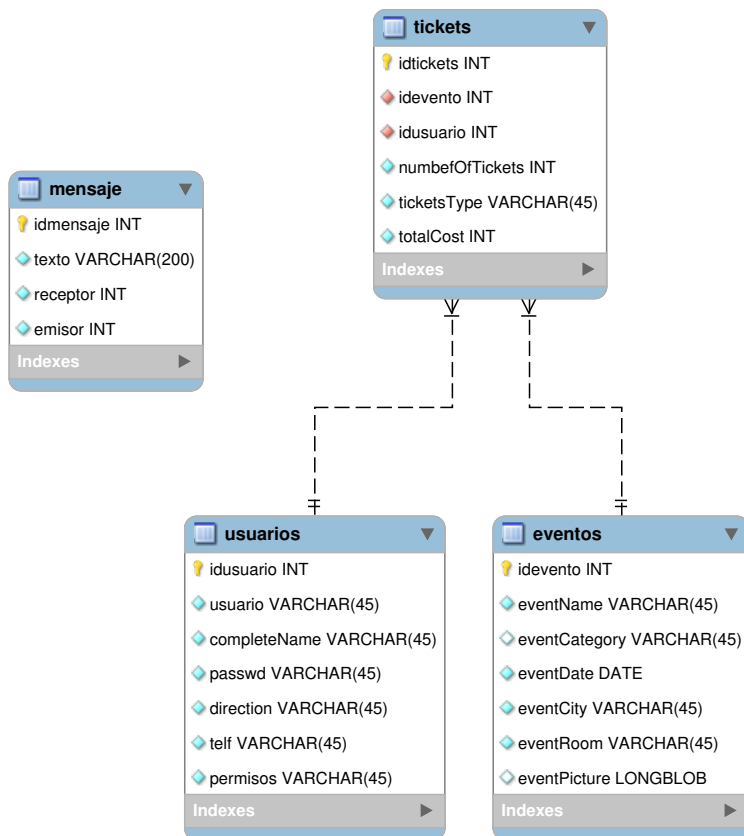 tickets
idtickets INT
idevento INT
idusuario INT
numbefOfTickets INT
ticketsType VARCHAR(45)
totalCost INT
Indexes
mensaje
idmensaje INT
texto VARCHAR(200)
receptor INT
emisor INT
Indexes
usuarios
idusuario INT
usuario VARCHAR(45)
completeName VARCHAR(45)
passwd VARCHAR(45)
direction VARCHAR(45)
telf VARCHAR(45)
permisos VARCHAR(45)
Indexes
eventos
idevento INT
eventName VARCHAR(45)
eventCategory VARCHAR(45)
eventDate DATE
eventCity VARCHAR(45)
eventRoom VARCHAR(45)
eventPicture LONGBLOB
Indexes